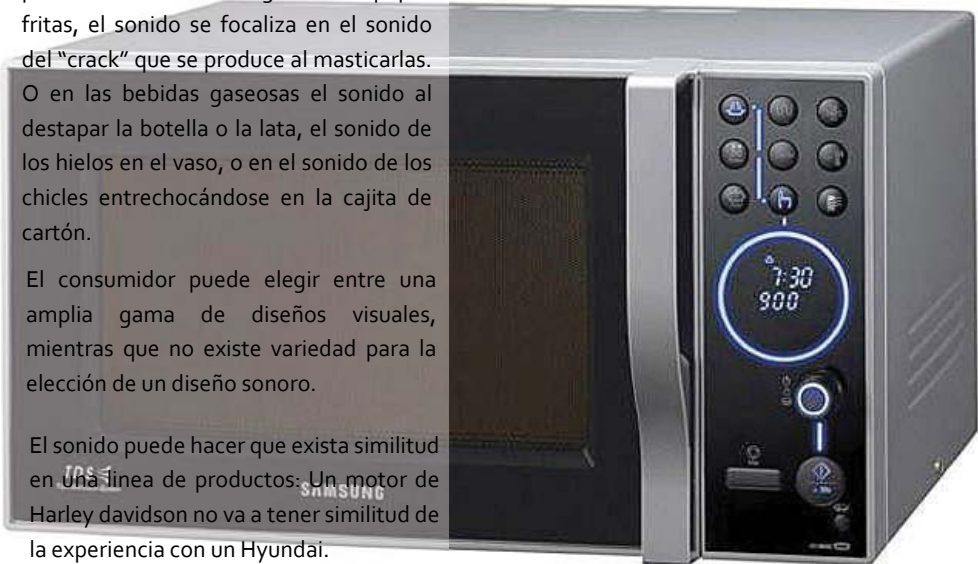 fritas, el sonido se focaliza en el sonido
del “crack” que se produce al masticarlas.
O en las bebidas gaseosas el sonido al
destapar la botella o la lata, el sonido de
los hielos en el vaso, o en el sonido de los
chicles entrechocándose en la cajita de
cartón.
El consumidor puede elegir entre una
amplia gama de diseños visuales,
mientras que no existe variedad para la
elección de un diseño sonoro.
El sonido puede hacer que exista similitud
en una linea de productos: Un motor de
Harley davidson no va a tener similitud de
la experiencia con un Hyundai.
TDS
SAMSUNG
7:30
900